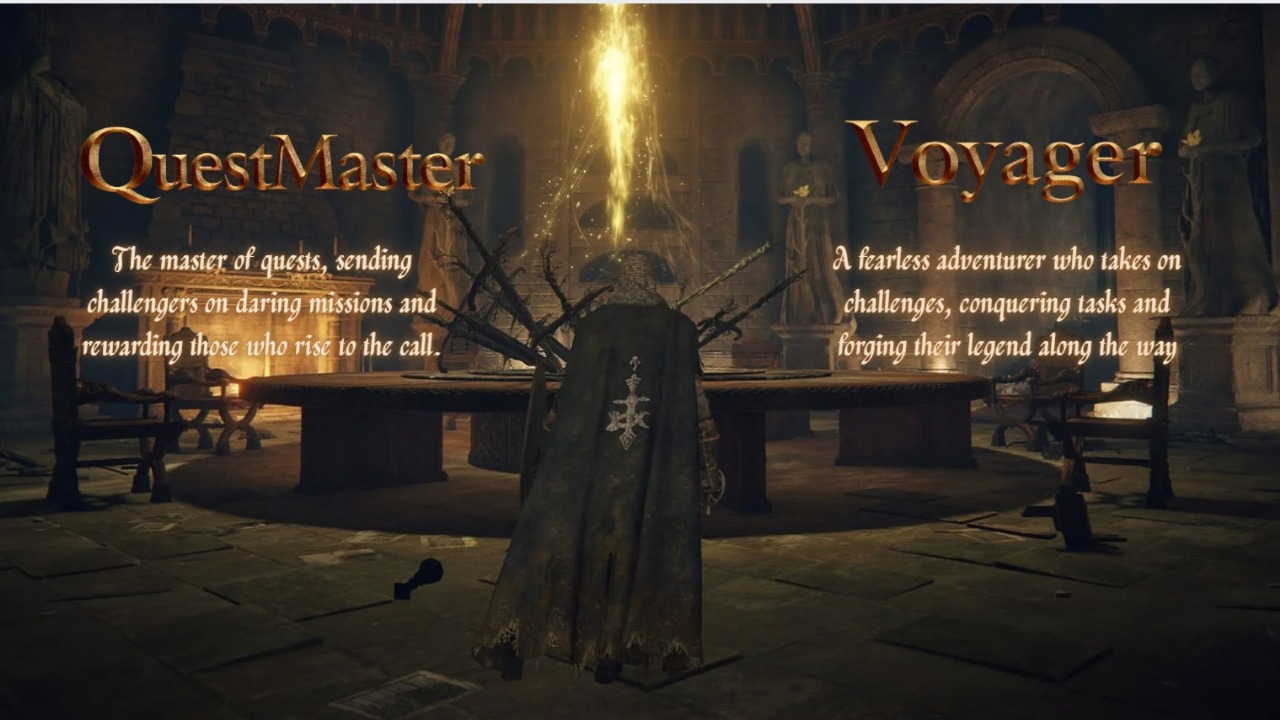 QuestMaster
The master of quests, sending
challengers on daring missions and
rewarding those who rise to the call.
Voyager
A fearless adventurer who takes on
challenges, conquering tasks and
forging their legend along the way